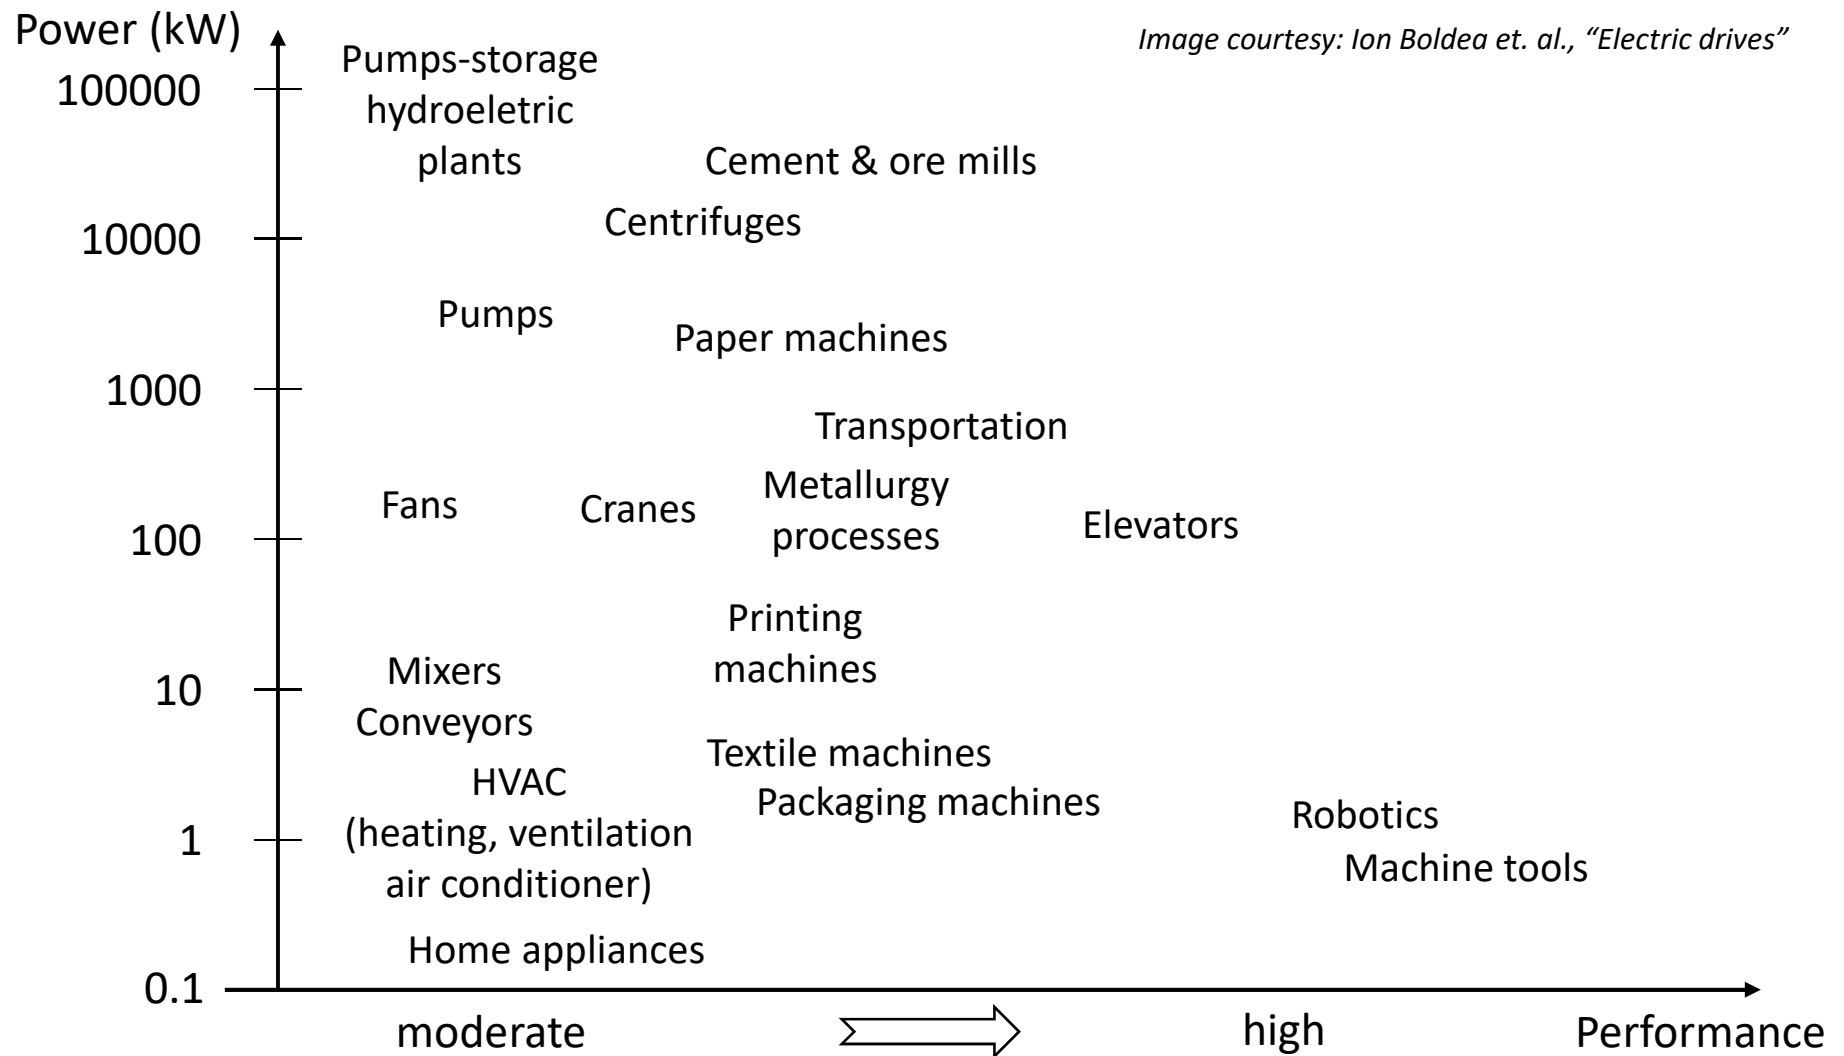 Power (kW)
Image courtesy: Ion Boldea et. al., “Electric drives”
100000
Pumps-storage
hydroeletric
plants
Cement & ore mills
Centrifuges
10000
Pumps
Paper machines
1000
Transportation
Metallurgy
processes
Fans
Cranes
Elevators
100
Printing
machines
Mixers
10
Conveyors
Textile machines
HVAC
(heating, ventilation
air conditioner)
Packaging machines
Robotics
1
Machine tools
Home appliances
0.1
moderate
high
Performance